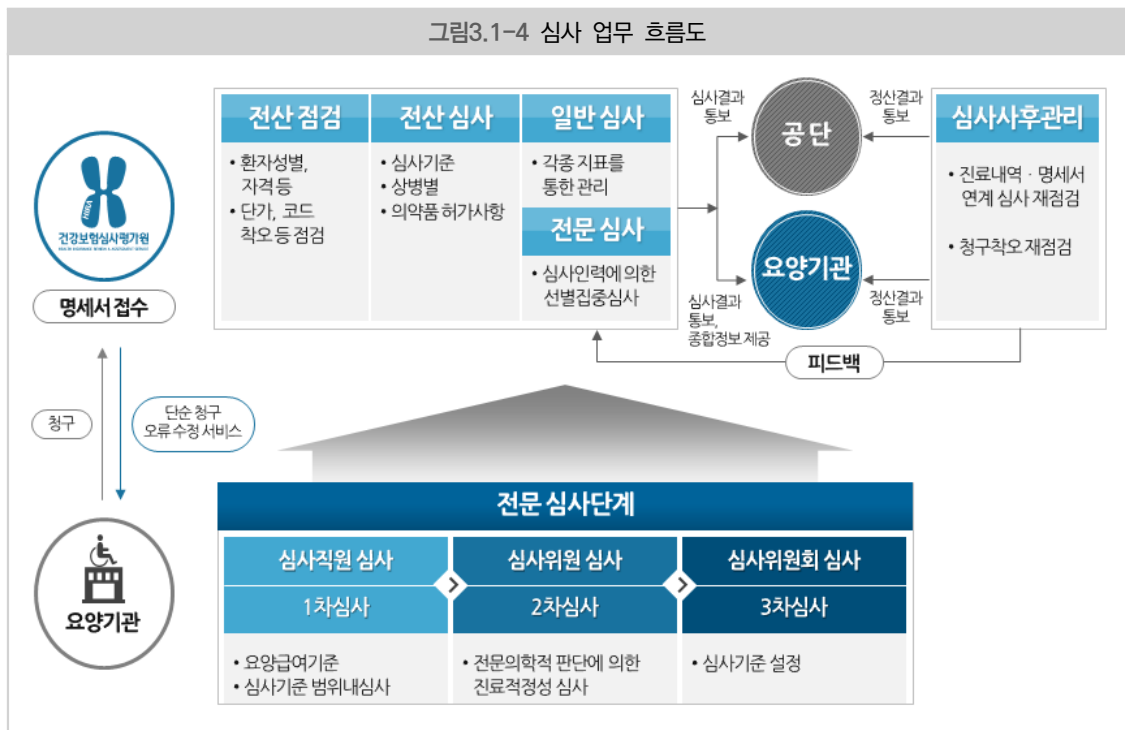 그림3.1-4 심사 업무 흐름도
HIRA
건강보험심사평가원
HEALTH INSURANCE REVIEW & ASSESSMENT SERVICE
명세서 접수
청구
단순 청구
오류 수정 서비스
요양기관
전산 점검
• 환자성별,
자격 등
• 단가, 코드
착오 등 점검
전산 심사
• 심사기준
• 상병별
• 의약품 허가사항
일반 심사
• 각종 지표를
통한 관리
전문 심사
• 심사인력에 의한
선별집중심사
심사결과
통보
공단
정산결과
통보
요양기관
심사결과
통보,
종합정보 제공
정산결과
통보
심사사후관리
• 진료내역 · 명세서
연계 심사 재점검
• 청구착오 재점검
피드백
전문 심사단계
심사직원 심사
1차심사
• 요양급여기준
• 심사기준 범위내심사
심사위원 심사
2차심사
• 전문의학적 판단에 의한
진료적정성 심사
심사위원회 심사
3차심사
• 심사기준 설정